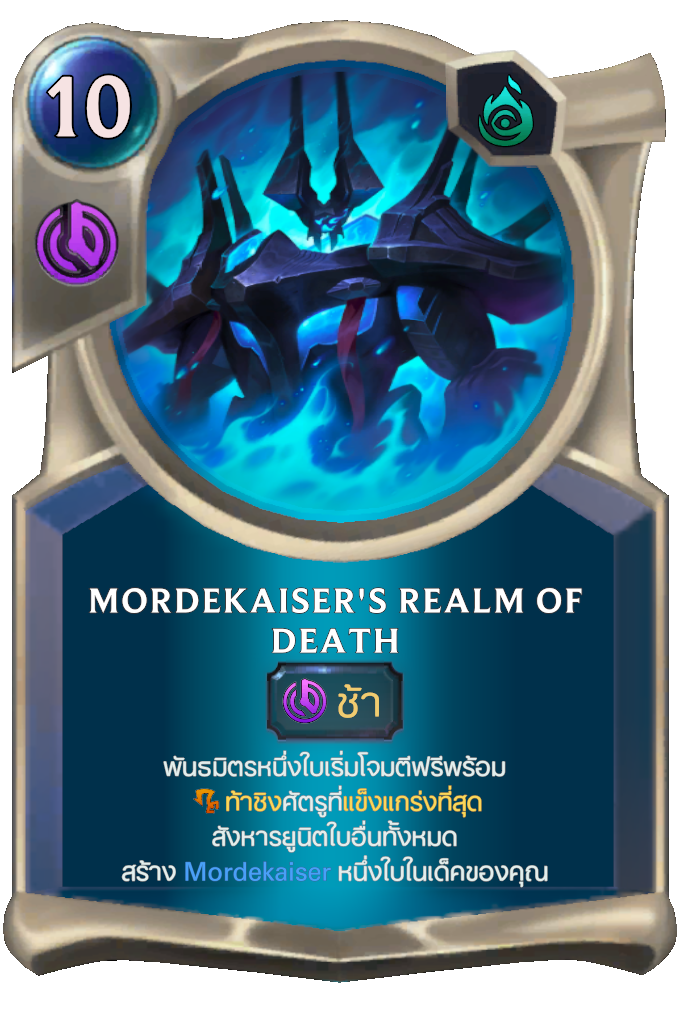 10
MORDEKAISER'S REALM OF
DEATH
ช้า
พันธมิตรหนึ่งใบเริ่มโจมตีฟรีพร้อม
ท้าชิงศัตรูที่แข็งแกร่งที่สุด
สังหารยูนิตใบอื่นทั้งหมด
สร้าง Mordekaiser หนึ่งใบในเด็คของคุณ